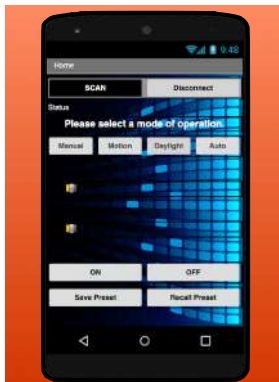 9:48
Home
SCAN Disconnect
Status
Please select a mode of operation.
Manual Motion Daylight Auto
ON OFF
Save Preset Recall Preset